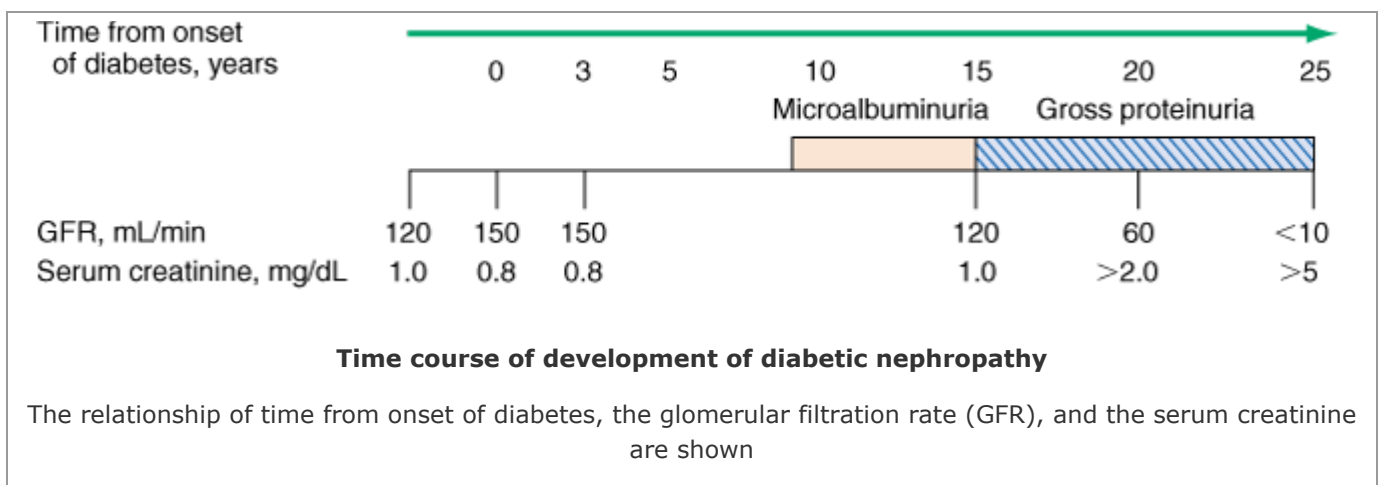 Time from onset
of diabetes, years
0 3 5 10 15 20 25
Microalbuminuria Gross proteinuria
GFR, mL/min 120 150 150 120 60 <10
Serum creatinine, mg/dL 1.0 0.8 0.8 1.0 >2.0 >5
Time course of development of diabetic nephropathy
The relationship of time from onset of diabetes, the glomerular filtration rate (GFR), and the serum creatinine
are shown